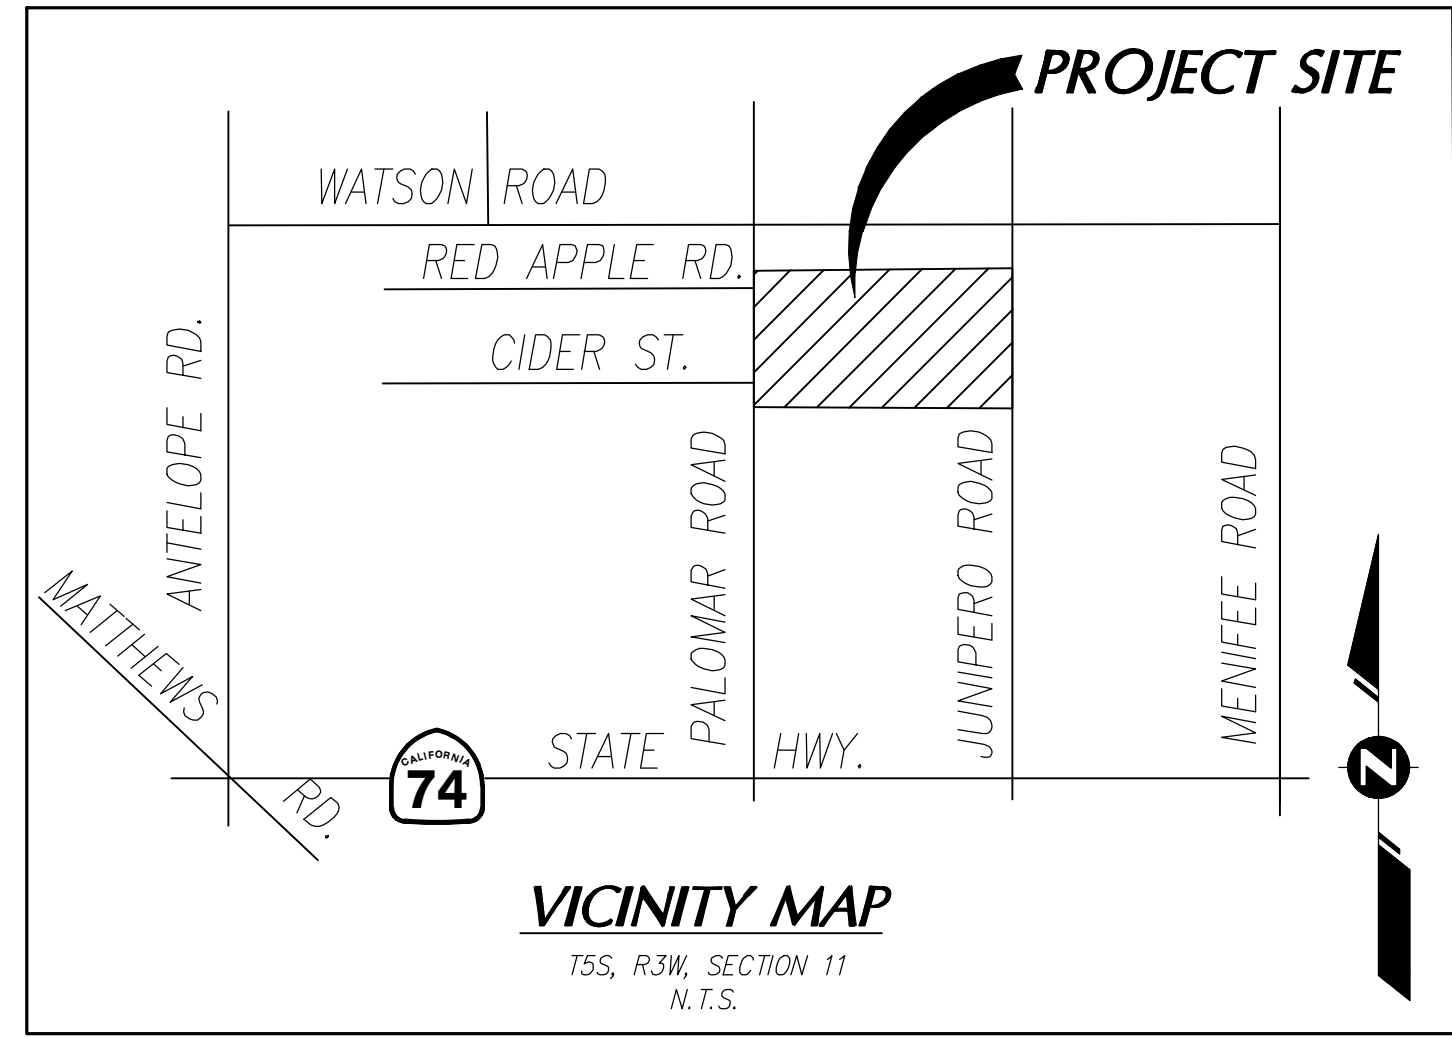 PROJECT SITE
WATSON ROAD
RED APPLE RD.
CIDER ST.
ANTELOPE RD.
PALOMAR ROAD
JUNIPERO ROAD
MENIFEE ROAD
MATTHEWS RD.
STATE HWY.
CALIFORNIA
74
N
VICINITY MAP
T5S, R3W, SECTION 11
N.T.S.